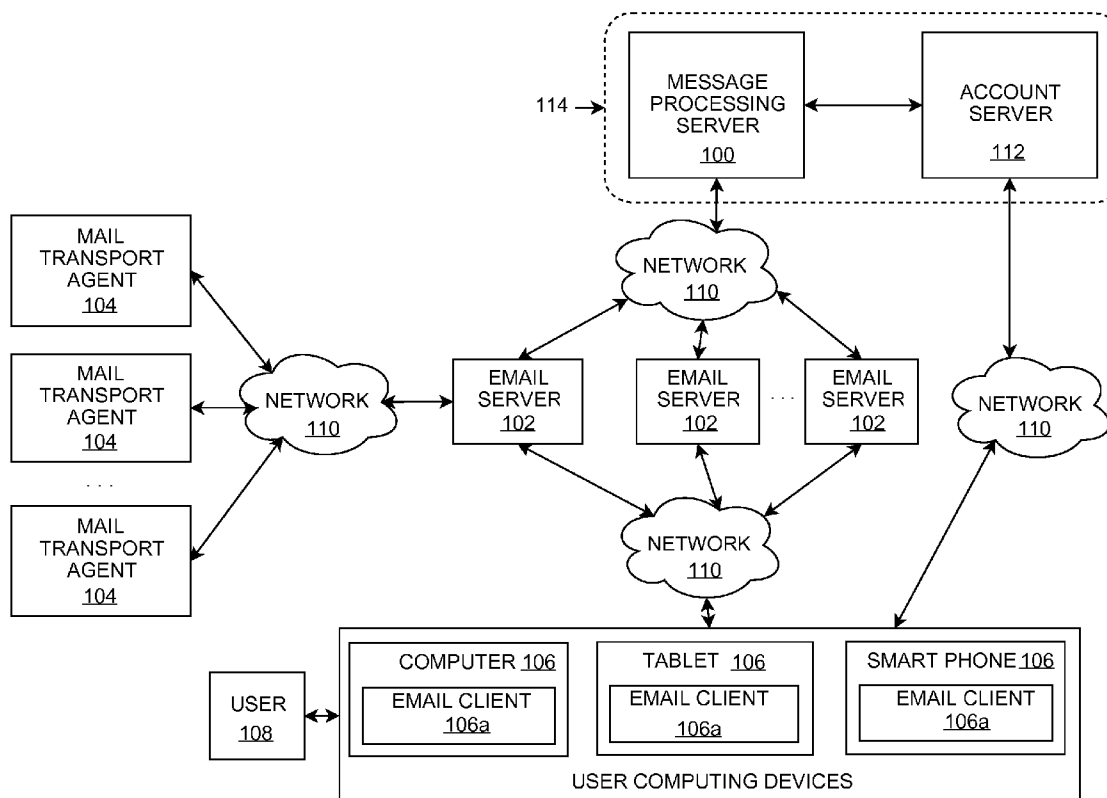 MESSAGE
PROCESSING
SERVER
100
ACCOUNT
SERVER
112
114
MAIL
TRANSPORT
AGENT
104
NETWORK
110
MAIL
TRANSPORT
AGENT
104
NETWORK
110
EMAIL
SERVER
102
EMAIL
SERVER
102
. . .
EMAIL
SERVER
102
NETWORK
110
. . .
MAIL
TRANSPORT
AGENT
104
NETWORK
110
USER
108
COMPUTER 106
EMAIL CLIENT
106a
TABLET 106
EMAIL CLIENT
106a
SMART PHONE 106
EMAIL CLIENT
106a
USER COMPUTING DEVICES